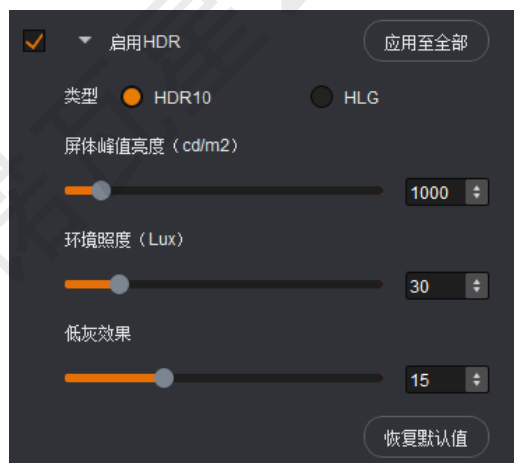 启用HDR 应用至全部
类型 HDR10 HLG
屏体峰值亮度（cd/m2）
1000
环境照度（Lux）
30
低灰效果
15
恢复默认值